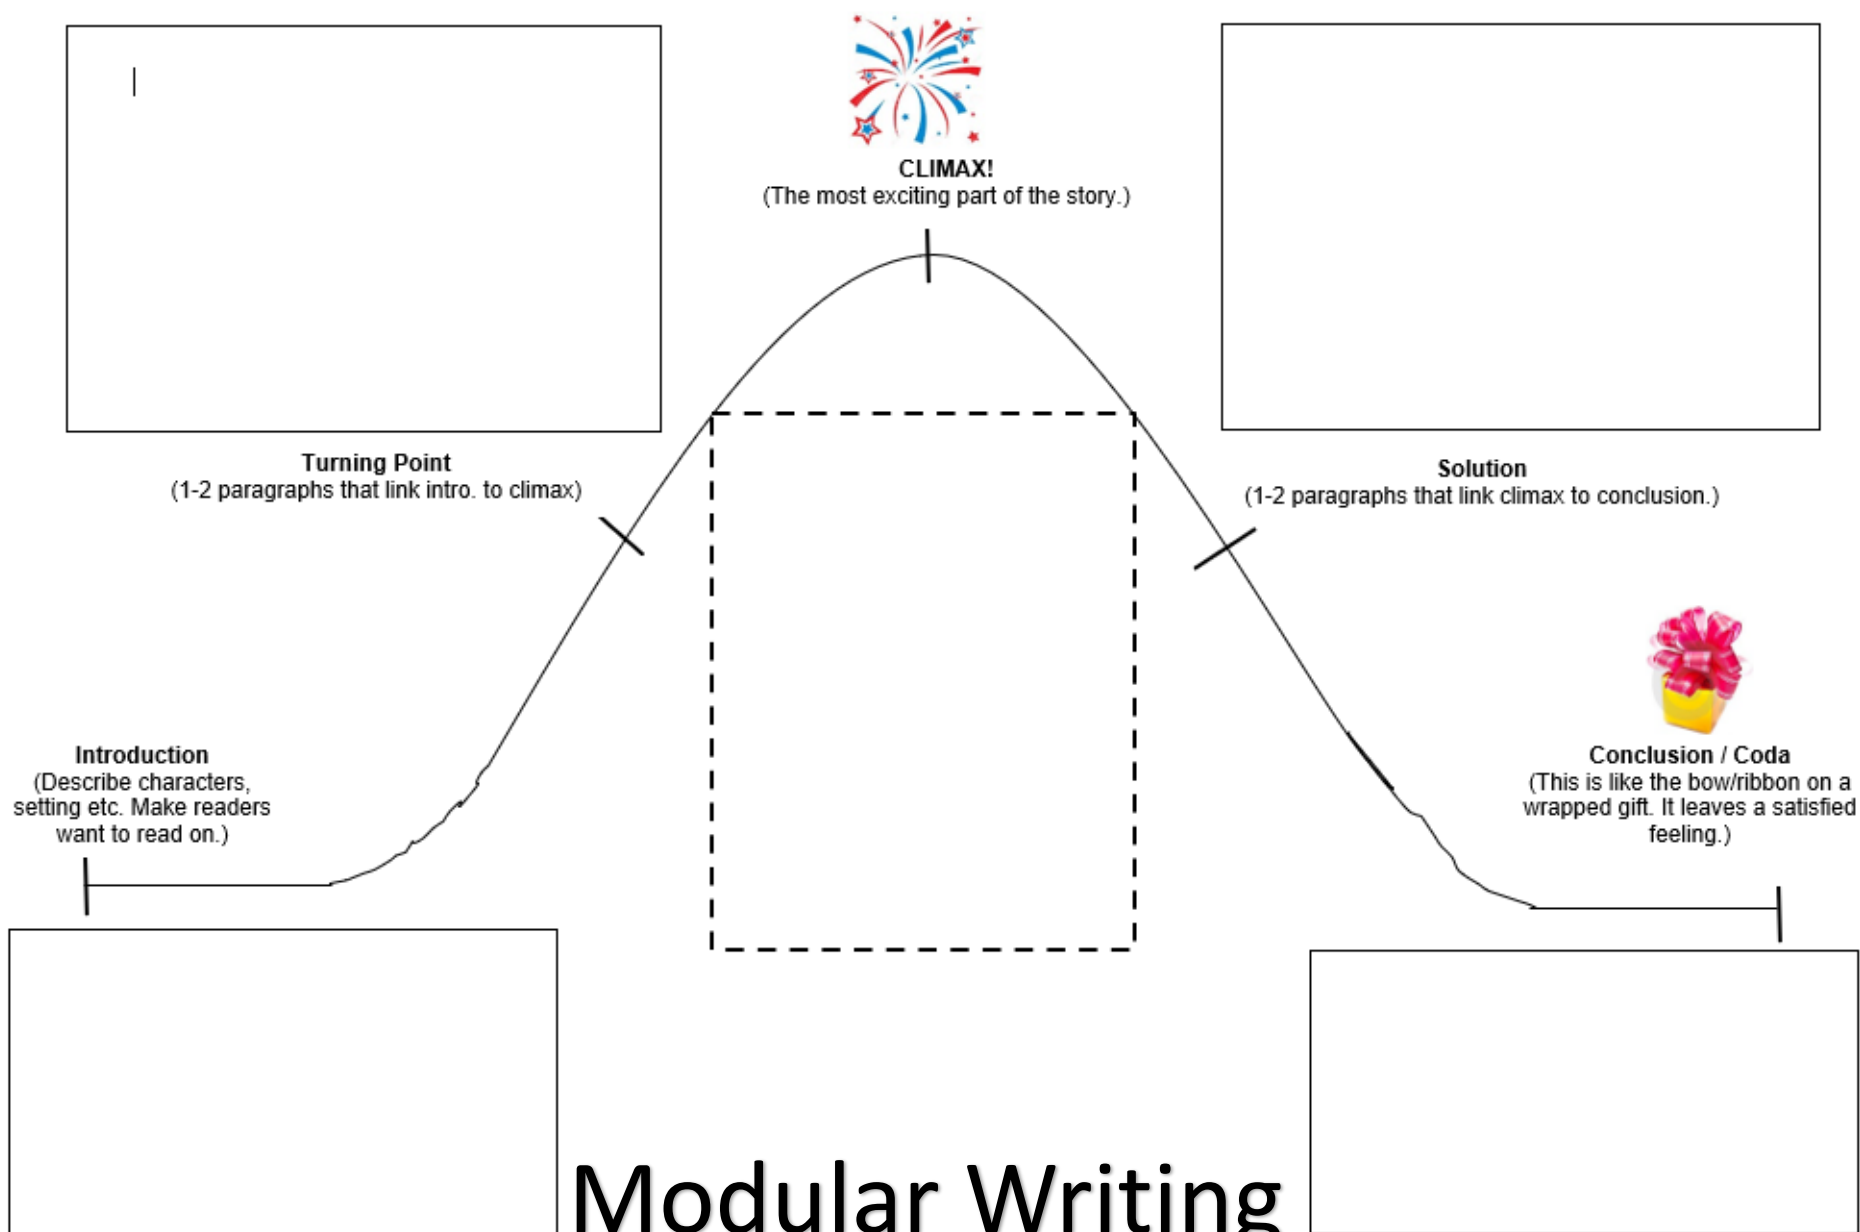 CLIMAX!
(The most exciting part of the story.)
Turning Point
(1-2 paragraphs that link intro. to climax)
Solution
(1-2 paragraphs that link climax to conclusion.)
Introduction
(Describe characters,
setting etc. Make readers
want to read on.)
Conclusion / Coda
(This is like the bow/ribbon on a
wrapped gift. It leaves a satisfied
feeling.)
Modular Writing